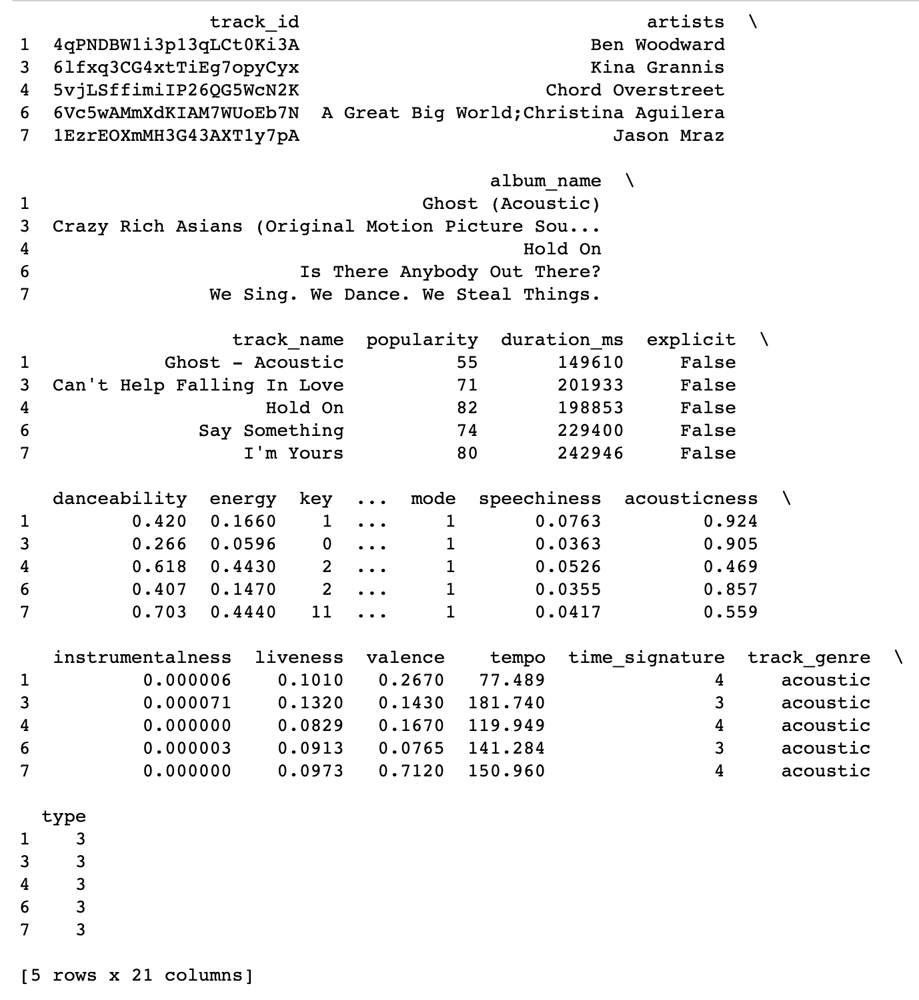 track_id artists \
1 4qPNDBW1i3p13qLCt0Ki3A Ben Woodward
3 6lfxq3CG4xtTiEg7opyCyx Kina Grannis
4 5vjLSffimiIP26QG5WcN2K Chord Overstreet
6 6Vc5wAMmXdKIAM7WUoEb7N A Great Big World;Christina Aguilera
7 1EzrEOXmMH3G43AXT1y7pA Jason Mraz
album_name \
1 Ghost (Acoustic)
3 Crazy Rich Asians (Original Motion Picture Sou...
4 Hold On
6 Is There Anybody Out There?
7 We Sing. We Dance. We Steal Things.
track_name popularity duration_ms explicit \
1 Ghost - Acoustic 55 149610 False
3 Can't Help Falling In Love 71 201933 False
4 Hold On 82 198853 False
6 Say Something 74 229400 False
7 I'm Yours 80 242946 False
danceability energy key ... mode speechiness acousticness \
1 0.420 0.1660 1 ... 1 0.0763 0.924
3 0.266 0.0596 0 ... 1 0.0363 0.905
4 0.618 0.4430 2 ... 1 0.0526 0.469
6 0.407 0.1470 2 ... 1 0.0355 0.857
7 0.703 0.4440 11 ... 1 0.0417 0.559
instrumentalness liveness valence tempo time_signature track_genre \
1 0.000006 0.1010 0.2670 77.489 4 acoustic
3 0.000071 0.1320 0.1430 181.740 3 acoustic
4 0.000000 0.0829 0.1670 119.949 4 acoustic
6 0.000003 0.0913 0.0765 141.284 3 acoustic
7 0.000000 0.0973 0.7120 150.960 4 acoustic
type
1 3
3 3
4 3
6 3
7 3
[5 rows x 21 columns]